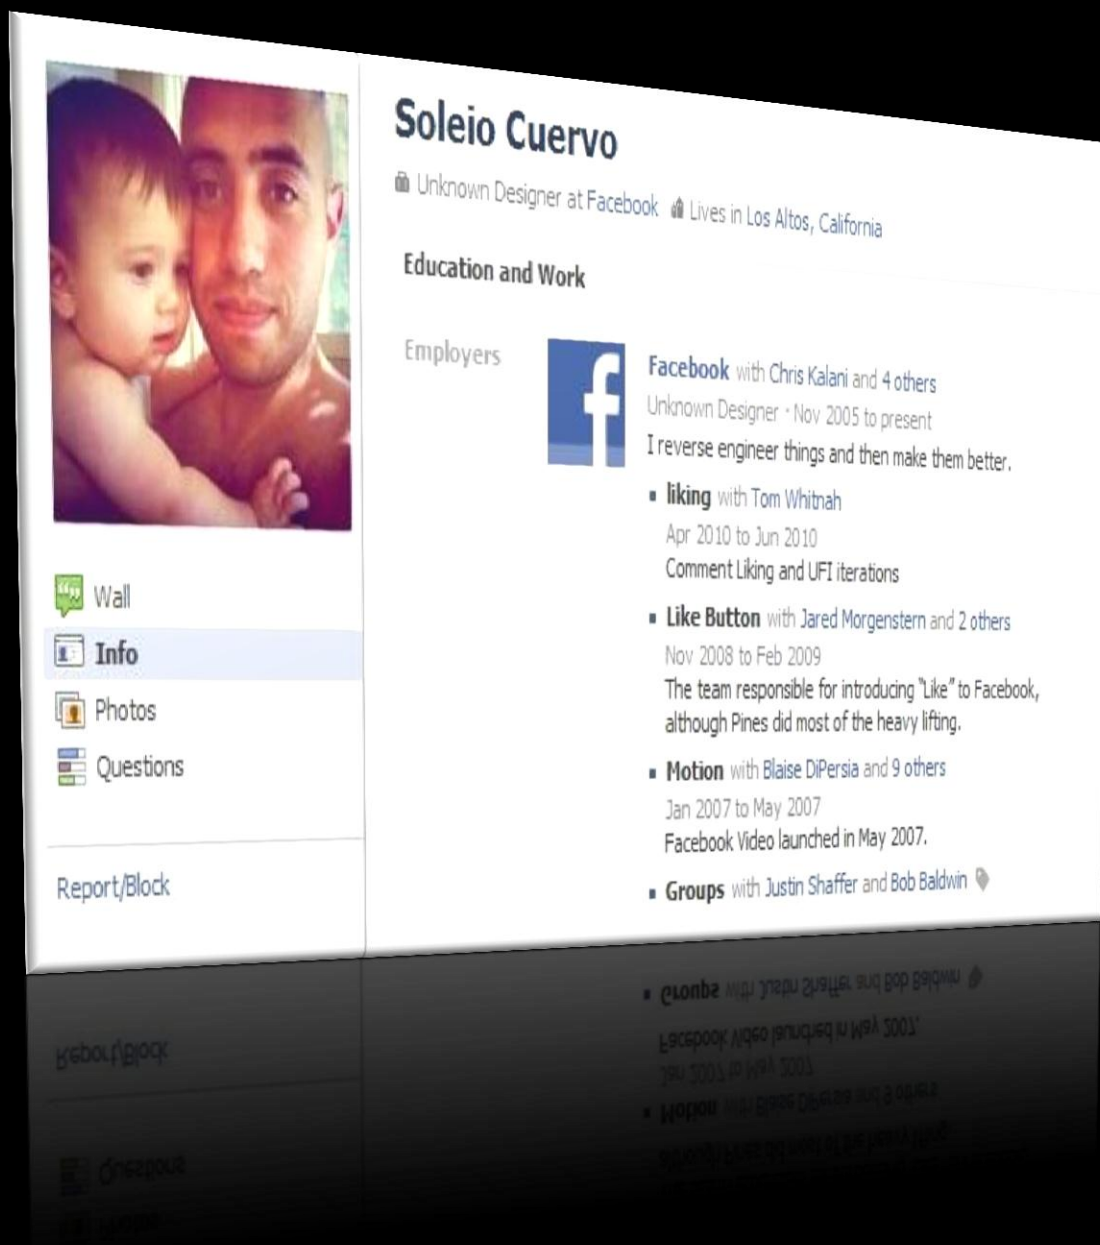 Soleio Cuervo
Unknown Designer at Facebook Lives in Los Altos, California
Education and Work
Employers
Facebook with Chris Kalani and 4 others
Unknown Designer · Nov 2005 to present
I reverse engineer things and then make them better.
liking with Tom Whitnah
Apr 2010 to Jun 2010
Comment Liking and UFI iterations
Like Button with Jared Morgenstern and 2 others
Nov 2008 to Feb 2009
The team responsible for introducing "Like" to Facebook,
although Pines did most of the heavy lifting.
Motion with Blaise DiPersia and 9 others
Jan 2007 to May 2007
Facebook Video launched in May 2007.
Groups with Justin Shaffer and Bob Baldwin
Wall
Info
Photos
Questions
Report/Block